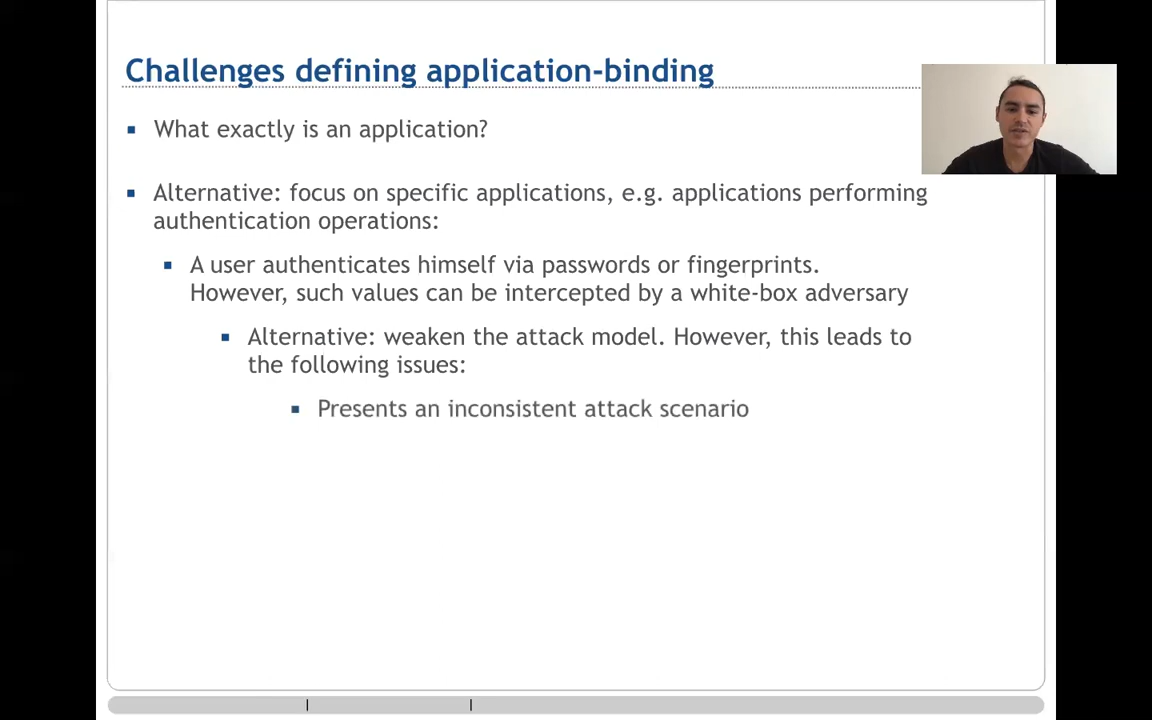 Challenges defining application-binding
▪ What exactly is an application?
▪ Alternative: focus on specific applications, e.g. applications performing
authentication operations:
▪ A user authenticates himself via passwords or fingerprints.
However, such values can be intercepted by a white-box adversary
▪ Alternative: weaken the attack model. However, this leads to
the following issues:
▪ Presents an inconsistent attack scenario